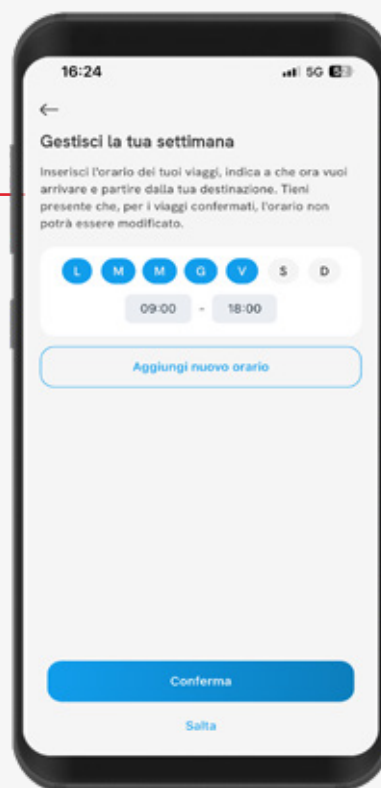 16:24 5G
Gestisci la tua settimana
Inserisci l'orario dei tuoi viaggi, indica a che ora vuoi
arrivare e partire dalla tua destinazione. Tieni
presente che, per i viaggi confermati, l'orario non
potrà essere modificato.
L M M G V S D
09:00 - 18:00
Aggiungi nuovo orario
Conferma
Salta